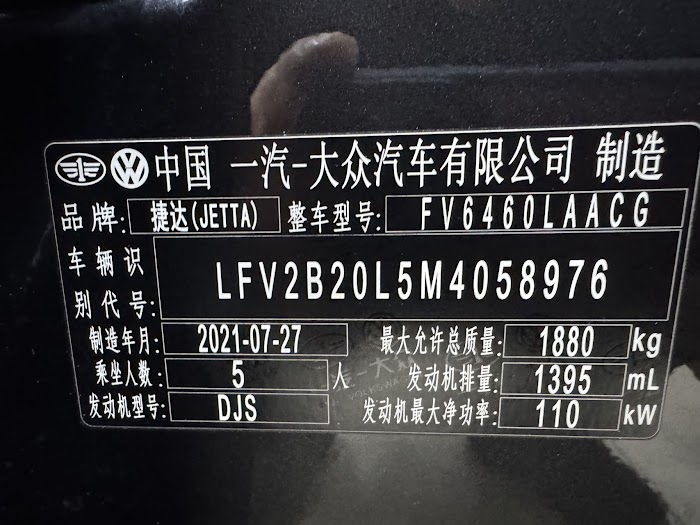 中国 一汽-大众汽车有限公司 制造
品牌: 捷达(JETTA) 整车型号: FV6460LAACG
车辆识别代号: LFV2B20L5M4058976
制造年月: 2021-07-27 最大允许总质量: 1880 kg
乘坐人数: 5 人 发动机排量: 1395 mL
发动机型号: DJS 发动机最大净功率: 110 kW